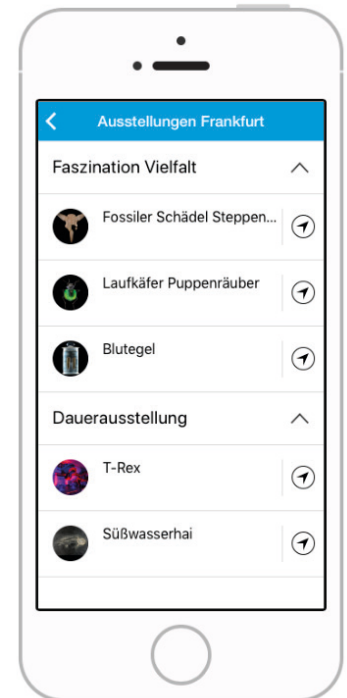 Ausstellungen Frankfurt
Faszination Vielfalt
Fossiler Schädel Steppen...
Laufkäfer Puppenräuber
Blutegel
Dauerausstellung
T-Rex
Süßwasserhai